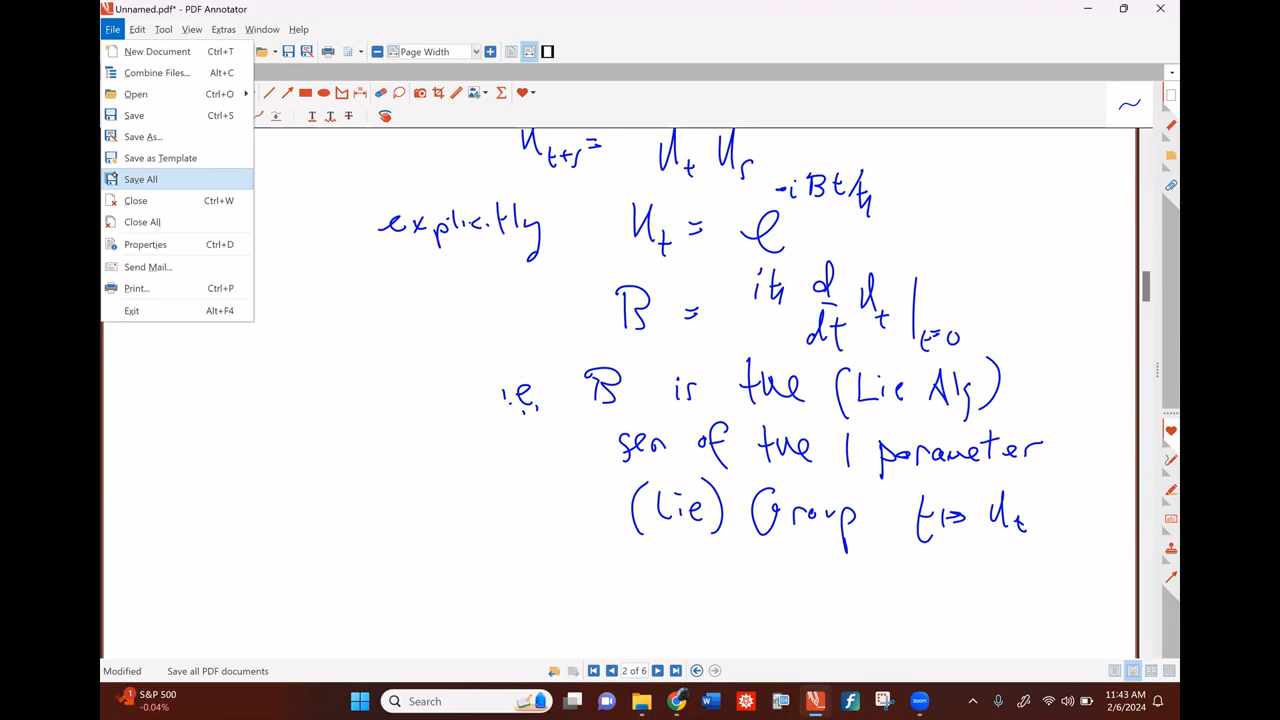 Unnamed.pdf* - PDF Annotator
File Edit Tool View Extras Window Help
New Document Ctrl+T
Combine Files... Alt+C
Open Ctrl+O
Save Ctrl+S
Save As...
Save as Template
Save All
Close Ctrl+W
Close All
Properties Ctrl+D
Send Mail...
Print... Ctrl+P
Exit Alt+F4
Page Width
U_{t+s} = U_t U_s
explicitly U_t = e^{-iBt/ħ}
B = iħ d/dt U_t |_{t=0}
i.e. B is the (Lie Alg)
gen of the 1 parameter
(Lie) Group t ↦ U_t
Modified Save all PDF documents 2 of 6
S&P 500
-0.04%
Search
11:43 AM
2/6/2024